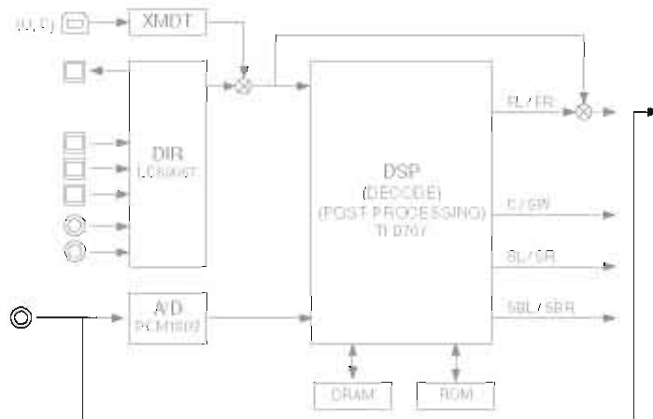 (U, C)
XMDT
DIR
FL / FR
DSP
(DECODE)
(POST PROCESSING)
C / SW
SL / SR
A/D
SBL / SBR
DRAM
ROM